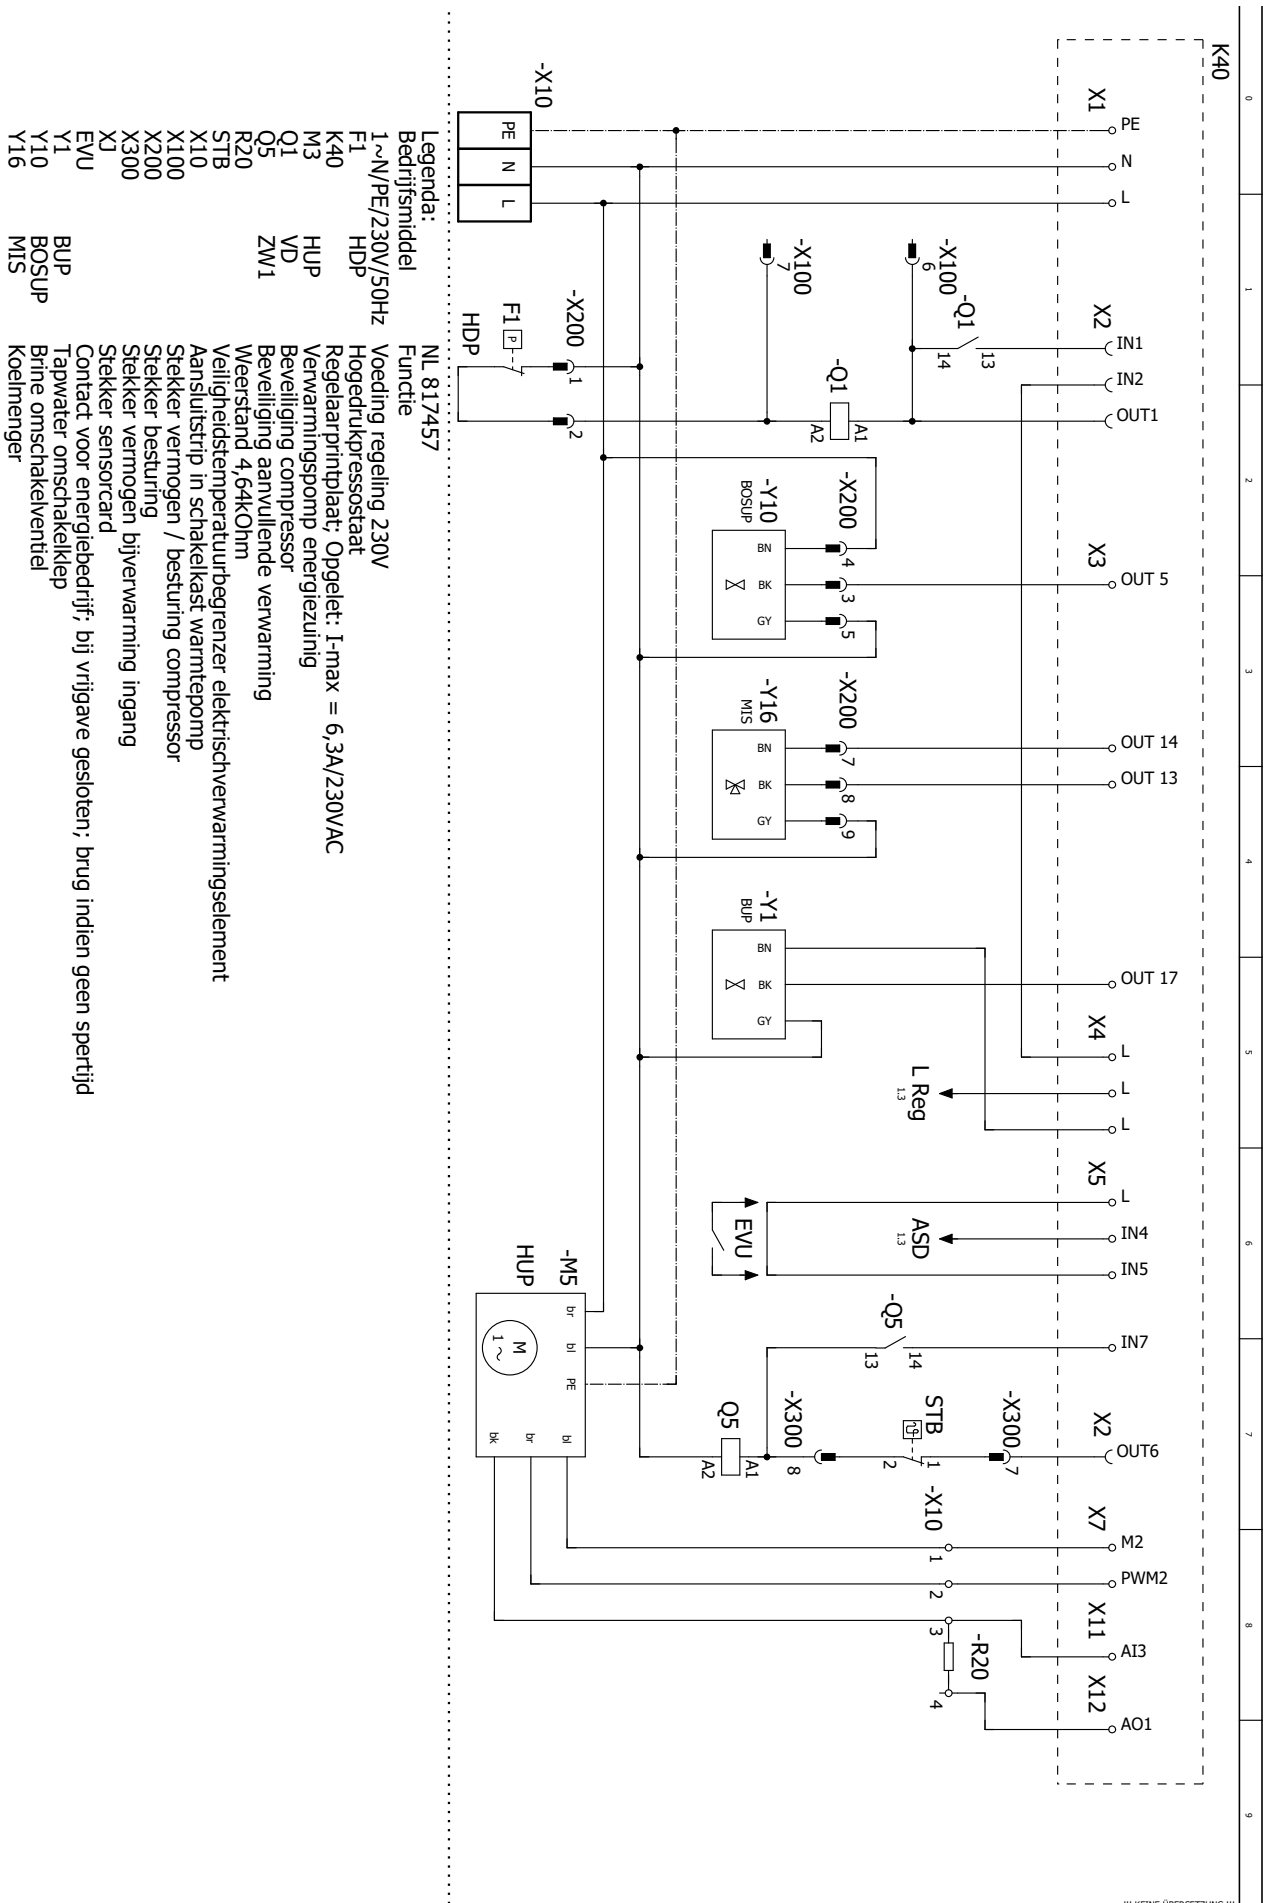 K40
0
1
2
3
4
5
6
7
8
9
X1
PE
N
L
X2
IN1
IN2
OUT1
X3
OUT 5
OUT 14
OUT 13
OUT 17
X4
L
L
L
X5
L
IN4
IN5
IN7
X2
OUT6
X7
M2
PWM2
X11
AI3
X12
AO1
-X100
6
-Q1
13
14
-X100
7
-Q1
A1
A2
-X200
4
3
5
-Y10
BOSUP
BN
BK
GY
-X200
7
8
9
-Y16
MIS
BN
BK
GY
-Y1
BUP
BN
BK
GY
L Reg
1.3
ASD
1.3
EVU
-Q5
14
13
-X300
7
STB
1
2
-X300
8
Q5
A1
A2
-X10
1
2
3
4
-R20
-X10
PE
N
L
-X200
1
2
F1
P
HDP
-M5
HUP
br
bl
PE
M
1 ~
bk
br
bl
Legenda: NL 817457
Bedrijfsmiddel Functie
1~N/PE/230V/50Hz Voeding regeling 230V
F1 HDP Hogedrukpressostaat
K40 Regelaarprintplaat; Opgelet: I-max = 6,3A/230VAC
M3 HUP Verwarmingspomp energiezuinig
Q1 VD Beveiliging compressor
Q5 ZW1 Beveiliging aanvullende verwarming
R20 Weerstand 4,64kOhm
STB Veiligheidstemperatuurbegrenzer elektrischverwarmingselement
X10 Aansluitstrip in schakelkast warmtepomp
X100 Stekker vermogen / besturing compressor
X200 Stekker besturing
X300 Stekker vermogen bijverwarming ingang
XJ Stekker sensorcard
EVU Contact voor energiebedrijf; bij vrijgave gesloten; brug indien geen spertijd
Y1 BUP Tapwater omschakelklep
Y10 BOSUP Brine omschakelventiel
Y16 MIS Koelmenger